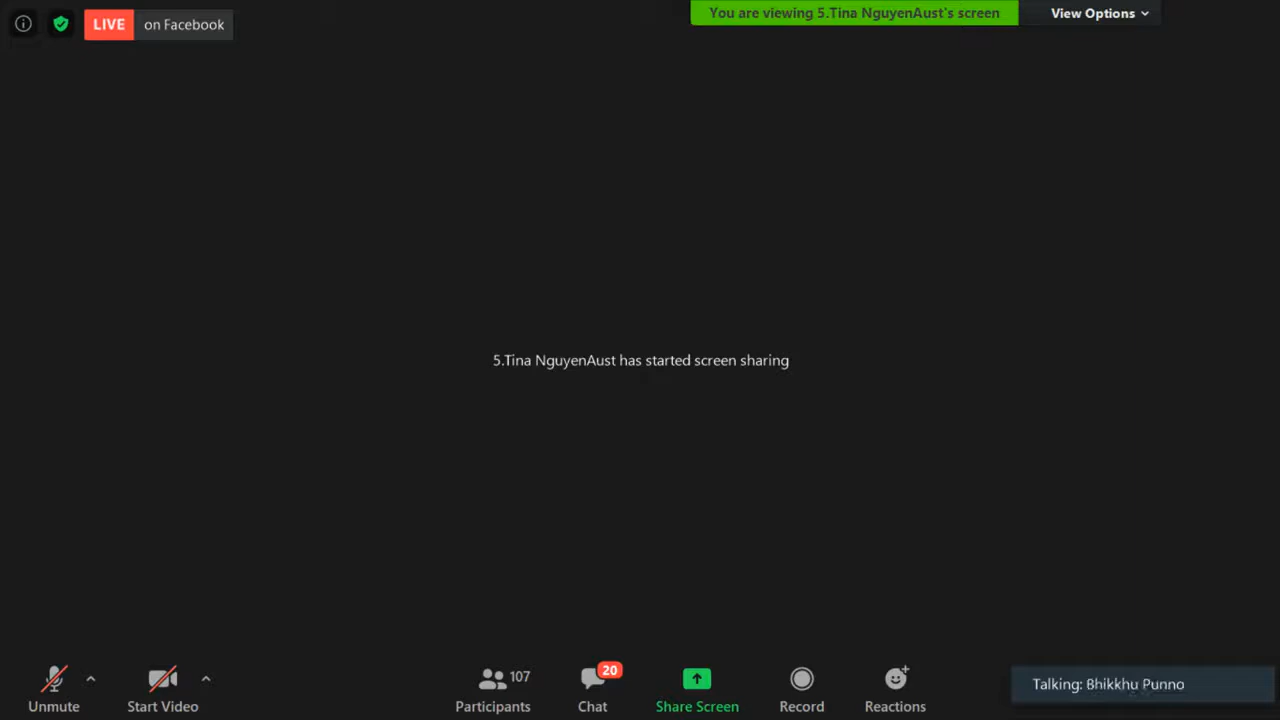 LIVE on Facebook
You are viewing 5.Tina NguyenAust's screen
View Options
5.Tina NguyenAust has started screen sharing
Unmute
Start Video
107
Participants
20
Chat
Share Screen
Record
Reactions
Talking: Bhikkhu Punno